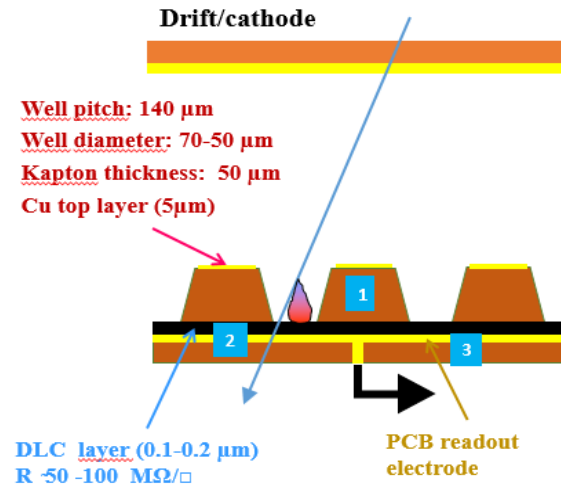 Drift/cathode
Well pitch: 140 µm
Well diameter: 70-50 µm
Kapton thickness: 50 µm
Cu top layer (5µm)
1
2
3
DLC layer (0.1-0.2 µm)
R ~50 -100 MΩ/□
PCB readout
electrode